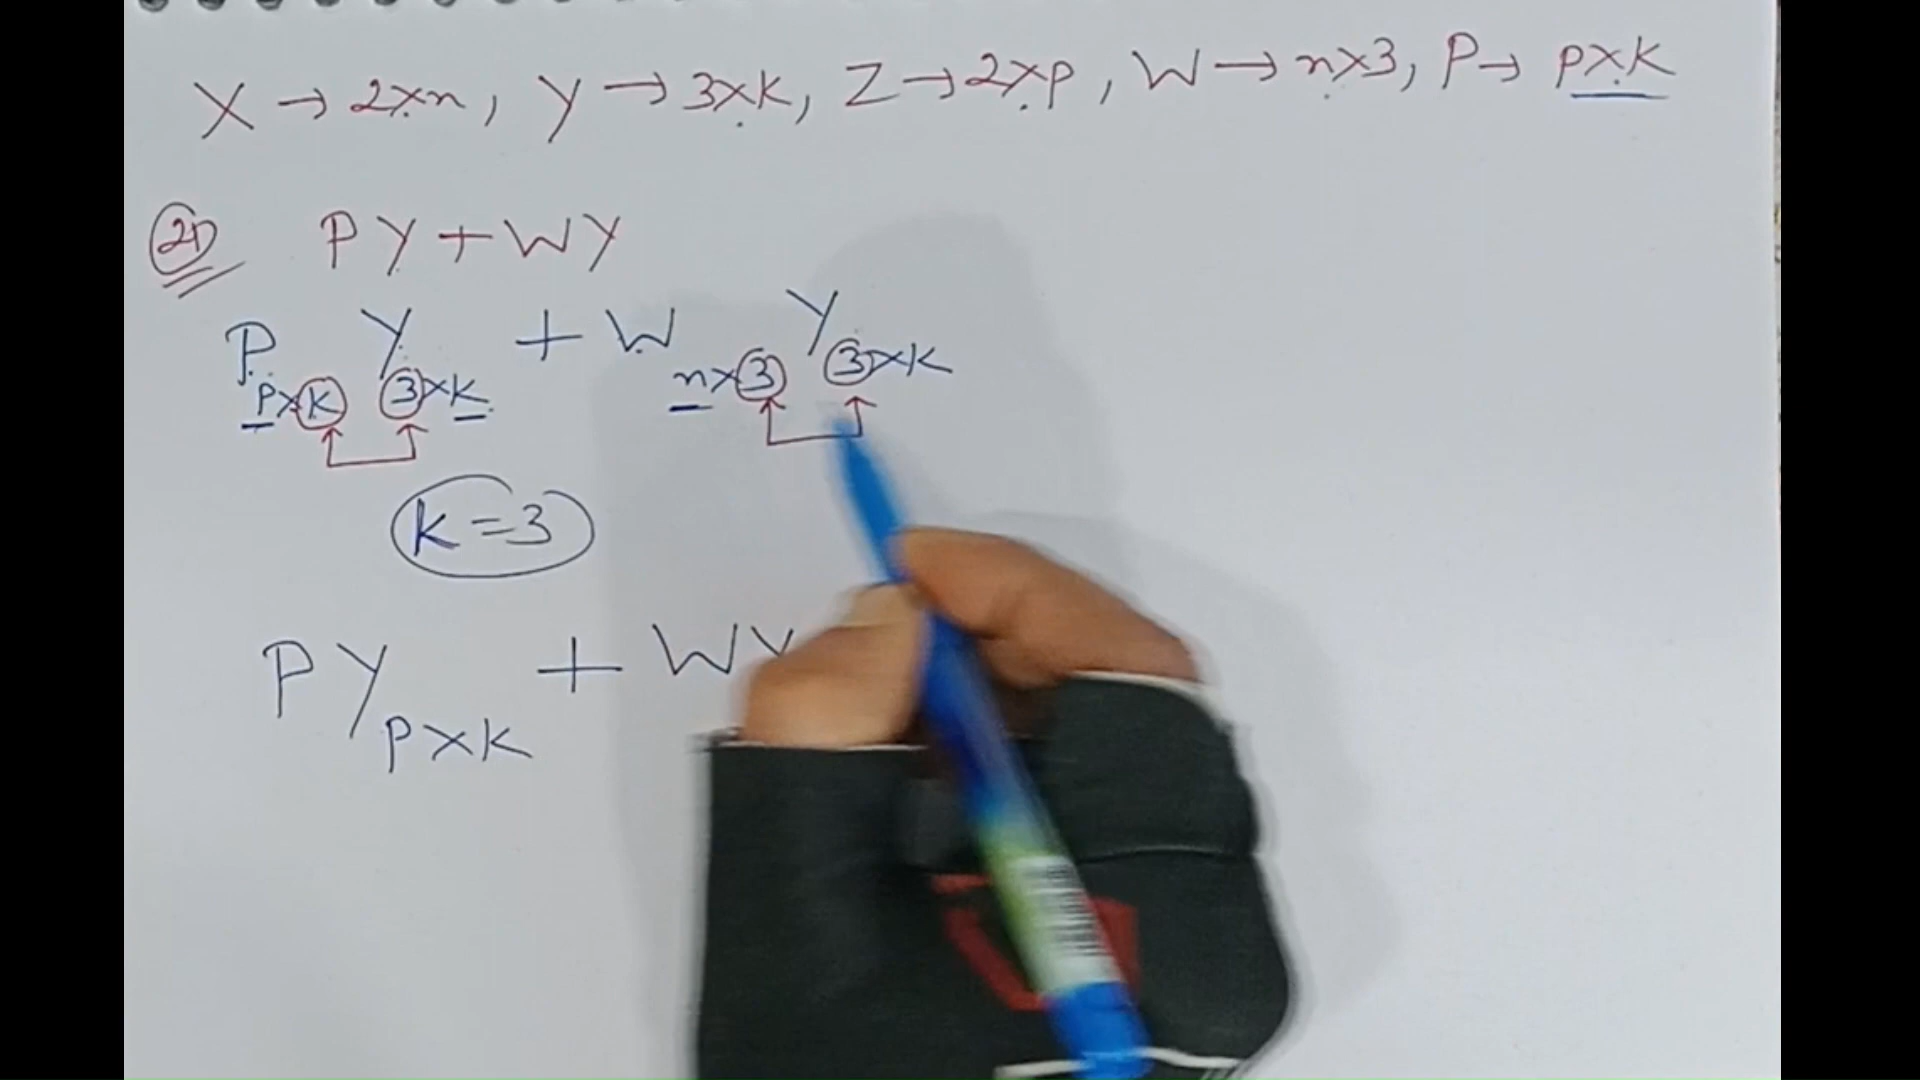 X → 2×n, Y → 3×k, Z → 2×p, W → n×3, P → p×k
21) PY + WY
P Y + W Y
p×k 3×k n×3 3×k
k = 3
PY + WY
p×k